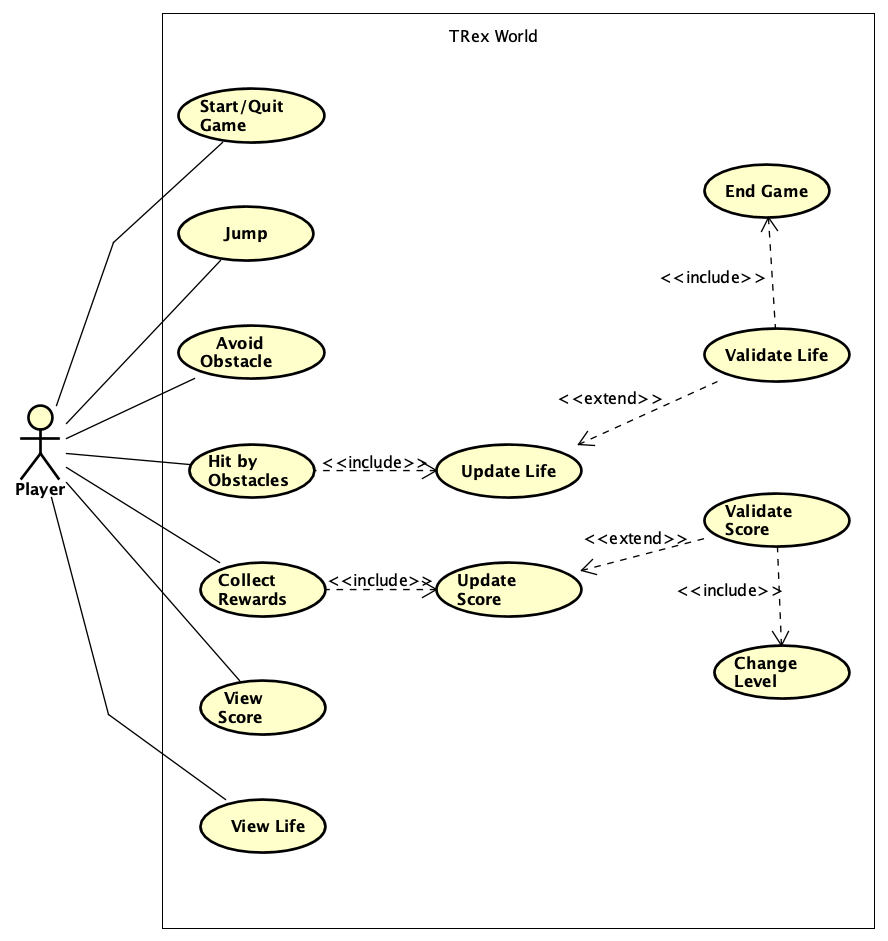 TRex World
Start/Quit
Game
Jump
Avoid
Obstacle
Hit by
Obstacles
Collect
Rewards
View
Score
View Life
Player
<<include>>
<<include>>
Update Life
Update
Score
<<extend>>
<<extend>>
End Game
<<include>>
Validate Life
Validate
Score
<<include>>
Change
Level